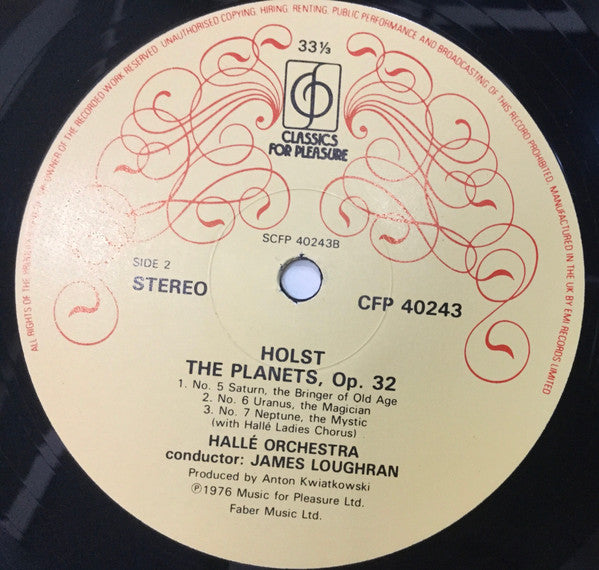 ALL RIGHTS OF THE OWNER OF THE RECORDED WORK RESERVED. UNAUTHORISED COPYING, HIRING, RENTING, PUBLIC PERFORMANCE AND BROADCASTING OF THIS RECORD PROHIBITED. MANUFACTURED IN THE UK BY EMI RECORDS LIMITED
33⅓
CLASSICS
FOR PLEASURE
SCFP 40243B
SIDE 2
STEREO
CFP 40243
HOLST
THE PLANETS, Op. 32
1. No. 5 Saturn, the Bringer of Old Age
2. No. 6 Uranus, the Magician
3. No. 7 Neptune, the Mystic
(with Hallé Ladies Chorus)
HALLÉ ORCHESTRA
conductor: JAMES LOUGHRAN
Produced by Anton Kwiatkowski
℗1976 Music for Pleasure Ltd.
Faber Music Ltd.